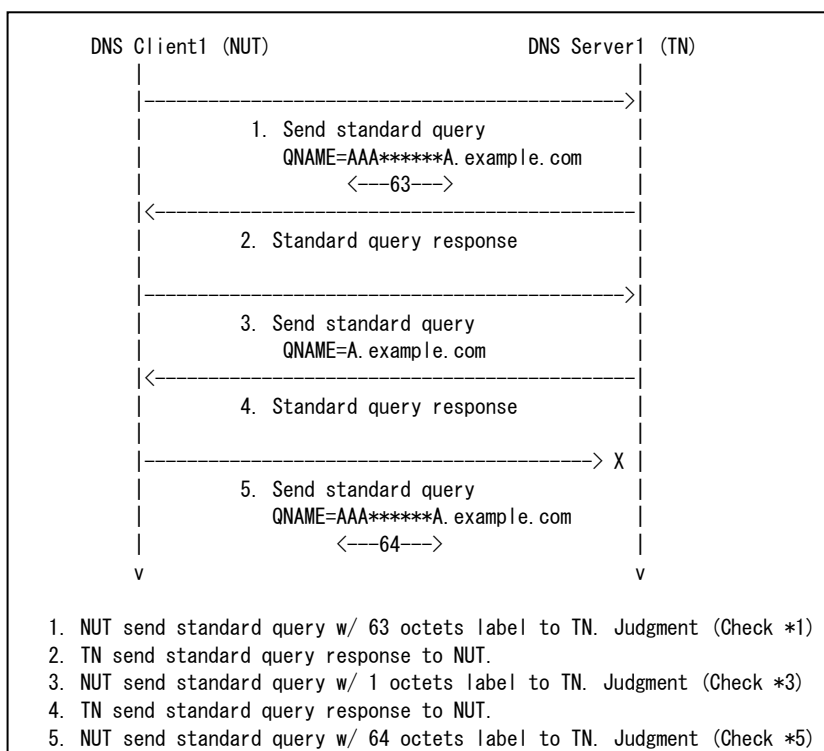 DNS Client1 (NUT) DNS Server1 (TN)
| |
|--------------------------------------------->|
| 1. Send standard query |
| QNAME=AAA******A.example.com |
| <---63---> |
|<---------------------------------------------|
| 2. Standard query response |
| |
|--------------------------------------------->|
| 3. Send standard query |
| QNAME=A.example.com |
|<---------------------------------------------|
| 4. Standard query response |
| |
|------------------------------------------> X |
| 5. Send standard query |
| QNAME=AAA******A.example.com |
| <---64---> |
v v
1. NUT send standard query w/ 63 octets label to TN. Judgment (Check *1)
2. TN send standard query response to NUT.
3. NUT send standard query w/ 1 octets label to TN. Judgment (Check *3)
4. TN send standard query response to NUT.
5. NUT send standard query w/ 64 octets label to TN. Judgment (Check *5)